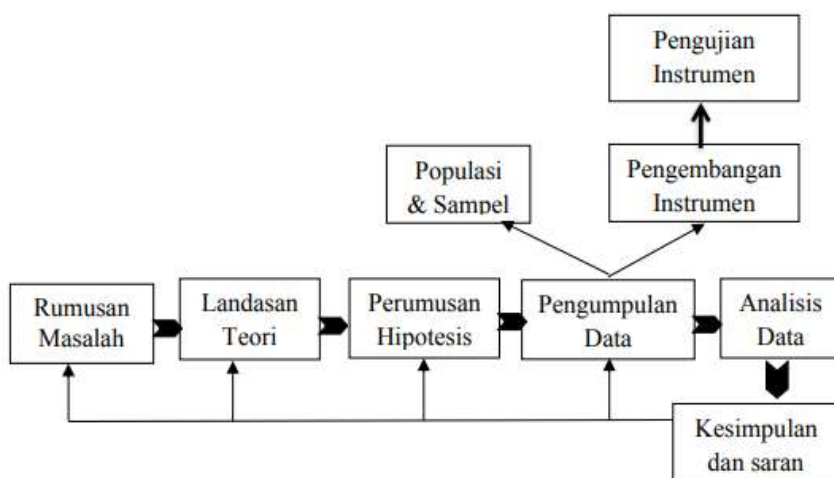 Pengujian
Instrumen
Populasi
& Sampel
Pengembangan
Instrumen
Rumusan
Masalah
Landasan
Teori
Perumusan
Hipotesis
Pengumpulan
Data
Analisis
Data
Kesimpulan
dan saran